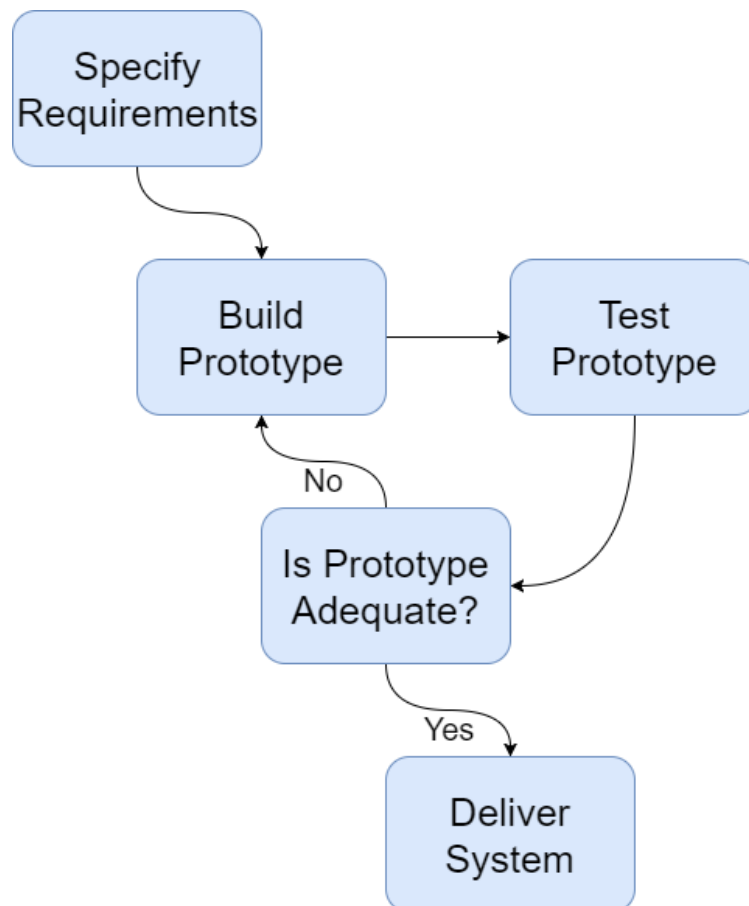 Specify
Requirements
Build
Prototype
Test
Prototype
No
Is Prototype
Adequate?
Yes
Deliver
System